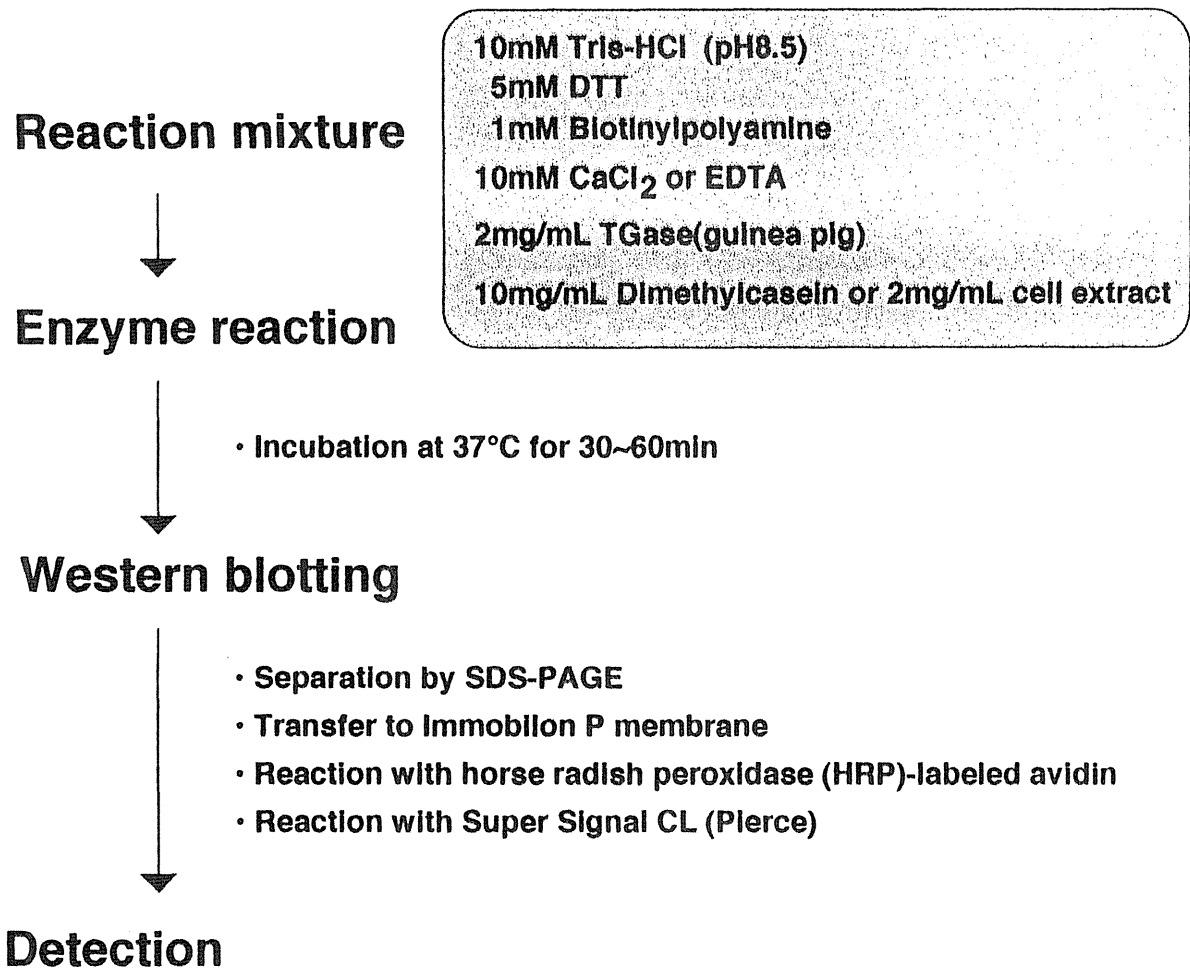 10mM Tris-HCl (pH8.5)
5mM DTT
1mM Biotinylpolyamine
10mM CaCl2 or EDTA
2mg/mL TGase(guinea pig)
10mg/mL Dimethylcasein or 2mg/mL cell extract
Reaction mixture
Enzyme reaction
・Incubation at 37°C for 30~60min
Western blotting
・Separation by SDS-PAGE
・Transfer to Immobilon P membrane
・Reaction with horse radish peroxidase (HRP)-labeled avidin
・Reaction with Super Signal CL (Pierce)
Detection